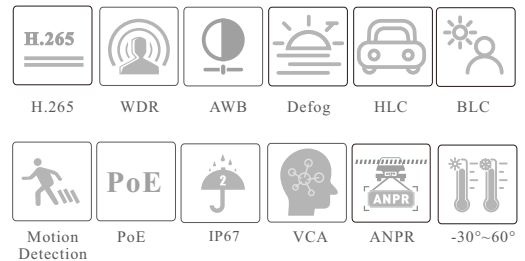 H.265
H.265 WDR AWB Defog HLC BLC
PoE 2 ANPR
Motion Detection PoE IP67 VCA ANPR -30°~60°